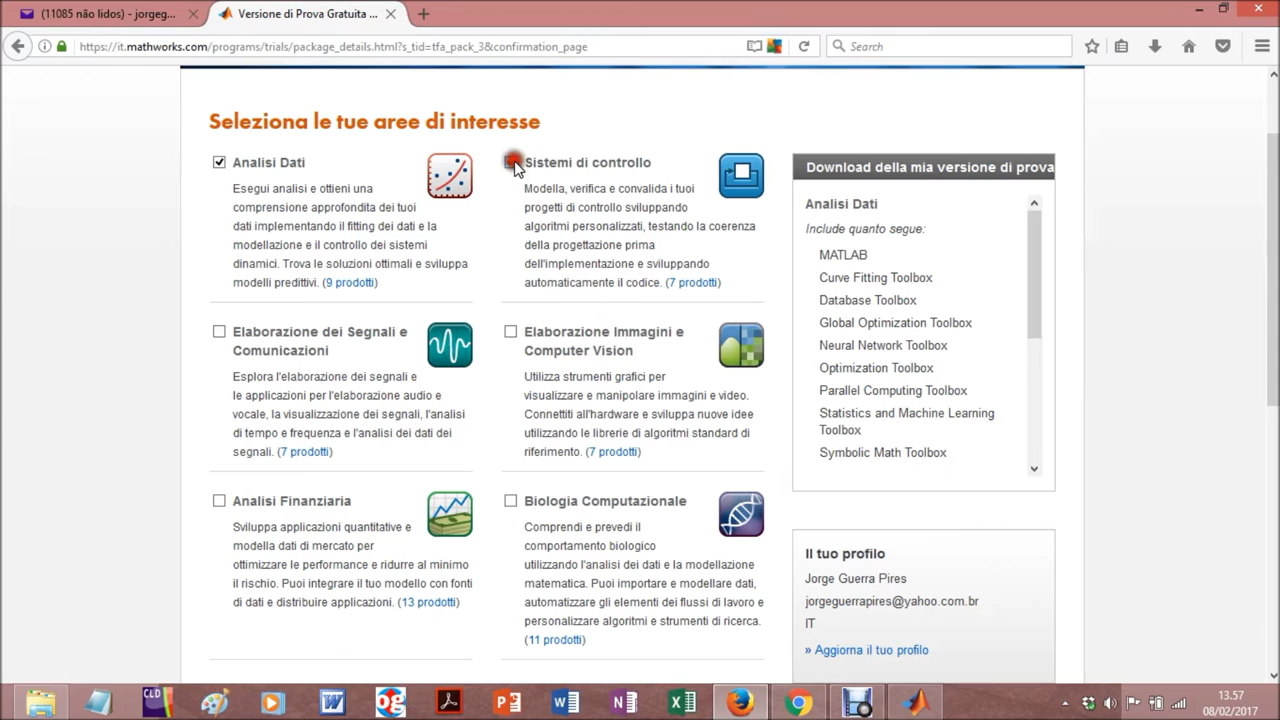 (11085 não lidos) - jorgeg...
Versione di Prova Gratuita ...
https://it.mathworks.com/programs/trials/package_details.html?s_tid=tfa_pack_3&confirmation_page
Search
Seleziona le tue aree di interesse
Analisi Dati
Esegui analisi e ottieni una
comprensione approfondita dei tuoi
dati implementando il fitting dei dati e la
modellazione e il controllo dei sistemi
dinamici. Trova le soluzioni ottimali e sviluppa
modelli predittivi. (9 prodotti)
Sistemi di controllo
Modella, verifica e convalida i tuoi
progetti di controllo sviluppando
algoritmi personalizzati, testando la coerenza
della progettazione prima
dell'implementazione e sviluppando
automaticamente il codice. (7 prodotti)
Elaborazione dei Segnali e
Comunicazioni
Esplora l'elaborazione dei segnali e
le applicazioni per l'elaborazione audio e
vocale, la visualizzazione dei segnali, l'analisi
di tempo e frequenza e l'analisi dei dati dei
segnali. (7 prodotti)
Elaborazione Immagini e
Computer Vision
Utilizza strumenti grafici per
visualizzare e manipolare immagini e video.
Connettiti all'hardware e sviluppa nuove idee
utilizzando le librerie di algoritmi standard di
riferimento. (7 prodotti)
Analisi Finanziaria
Sviluppa applicazioni quantitative e
modella dati di mercato per
ottimizzare le performance e ridurre al minimo
il rischio. Puoi integrare il tuo modello con fonti
di dati e distribuire applicazioni. (13 prodotti)
Biologia Computazionale
Comprendi e prevedi il
comportamento biologico
utilizzando l'analisi dei dati e la modellazione
matematica. Puoi importare e modellare dati,
automatizzare gli elementi dei flussi di lavoro e
personalizzare algoritmi e strumenti di ricerca.
(11 prodotti)
Download della mia versione di prova
Analisi Dati
Include quanto segue:
MATLAB
Curve Fitting Toolbox
Database Toolbox
Global Optimization Toolbox
Neural Network Toolbox
Optimization Toolbox
Parallel Computing Toolbox
Statistics and Machine Learning
Toolbox
Symbolic Math Toolbox
Il tuo profilo
Jorge Guerra Pires
jorgeguerrapires@yahoo.com.br
IT
» Aggiorna il tuo profilo
CLD
og
13.57
08/02/2017